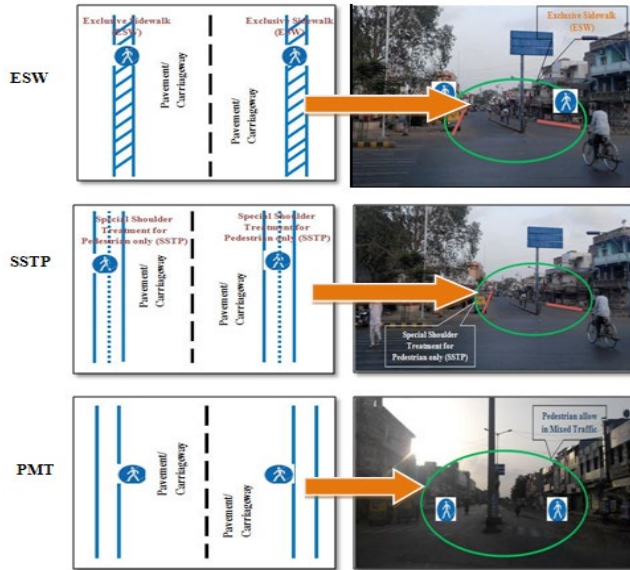 Exclusive Sidewalk
(ESW)
Exclusive Sidewalk
(ESW)
Exclusive Sidewalk
(ESW)
ESW
Pavement/
Carriageway
Pavement/
Carriageway
Special Shoulder
Treatment for
Pedestrian only (SSTP)
Special Shoulder
Treatment for
Pedestrian only (SSTP)
SSTP
Pavement/
Carriageway
Pavement/
Carriageway
Special Shoulder
Treatment for
Pedestrian only (SSTP)
PMT
Pavement/
Carriageway
Pavement/
Carriageway
Pedestrian allow
in Mixed Traffic